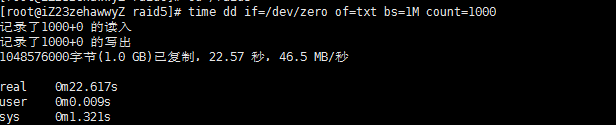 [root@iZ23zehawwyZ raid5]# time dd if=/dev/zero of=txt bs=1M count=1000
记录了1000+0 的读入
记录了1000+0 的写出
1048576000字节(1.0 GB)已复制, 22.57 秒, 46.5 MB/秒
real 0m22.617s
user 0m0.009s
sys 0m1.321s